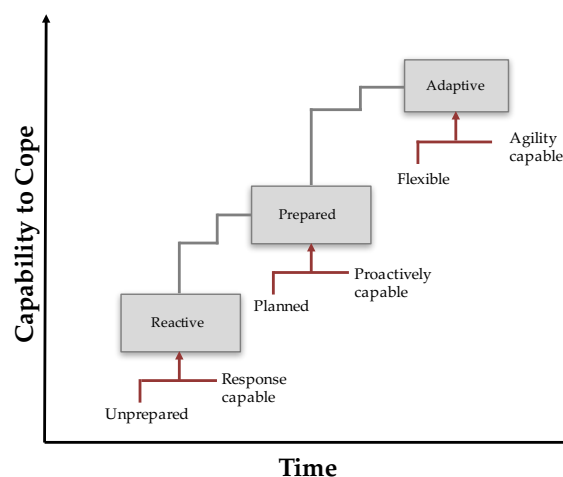 Capability to Cope
Adaptive
Agility
capable
Flexible
Prepared
Proactively
capable
Planned
Reactive
Response
capable
Unprepared
Time